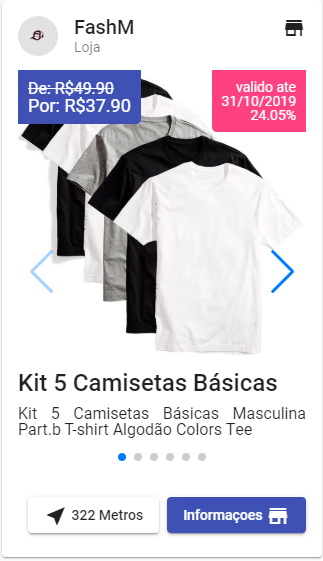 FashM
Loja
De: R$49.90
Por: R$37.90
valido ate
31/10/2019
24.05%
Kit 5 Camisetas Básicas
Kit 5 Camisetas Básicas Masculina
Part.b T-shirt Algodão Colors Tee
322 Metros
Informaçoes